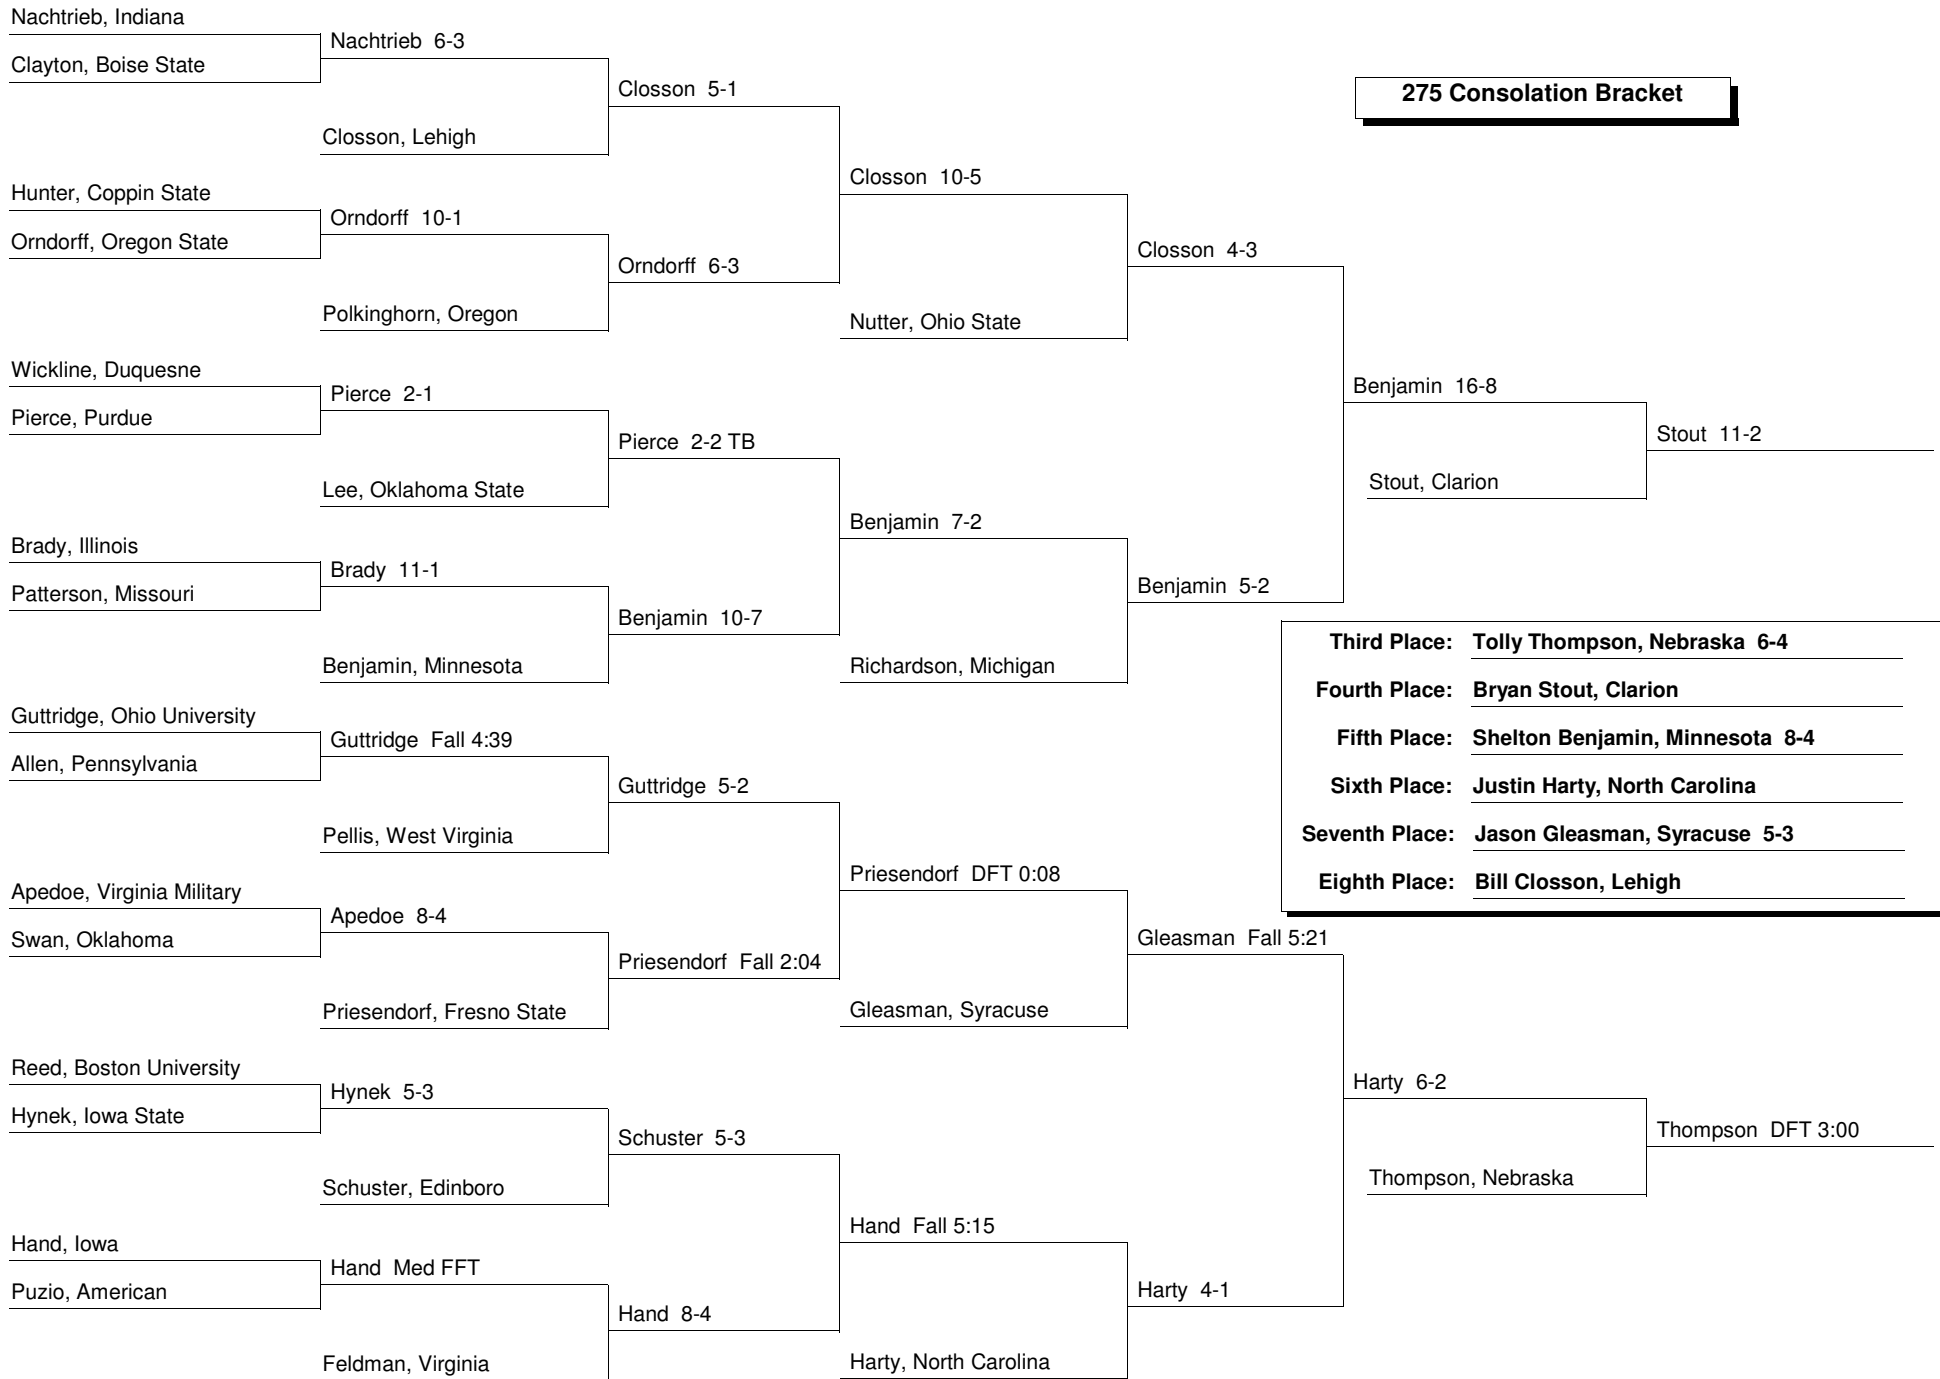 Nachtrieb, Indiana
Nachtrieb 6-3
Clayton, Boise State
Closson 5-1
275 Consolation Bracket
Closson, Lehigh
Closson 10-5
Hunter, Coppin State
Orndorff 10-1
Orndorff, Oregon State
Closson 4-3
Orndorff 6-3
Polkinghorn, Oregon
Nutter, Ohio State
Wickline, Duquesne
Pierce 2-1
Benjamin 16-8
Pierce, Purdue
Stout 11-2
Pierce 2-2 TB
Stout, Clarion
Lee, Oklahoma State
Benjamin 7-2
Brady, Illinois
Brady 11-1
Benjamin 5-2
Patterson, Missouri
Benjamin 10-7
Third Place: Tolly Thompson, Nebraska 6-4
Benjamin, Minnesota
Richardson, Michigan
Fourth Place: Bryan Stout, Clarion
Guttridge, Ohio University
Guttridge Fall 4:39
Fifth Place: Shelton Benjamin, Minnesota 8-4
Allen, Pennsylvania
Guttridge 5-2
Sixth Place: Justin Harty, North Carolina
Pellis, West Virginia
Seventh Place: Jason Gleasman, Syracuse 5-3
Priesendorf DFT 0:08
Eighth Place: Bill Closson, Lehigh
Apedoe, Virginia Military
Apedoe 8-4
Swan, Oklahoma
Gleasman Fall 5:21
Priesendorf Fall 2:04
Priesendorf, Fresno State
Gleasman, Syracuse
Reed, Boston University
Hynek 5-3
Harty 6-2
Hynek, Iowa State
Schuster 5-3
Thompson DFT 3:00
Schuster, Edinboro
Thompson, Nebraska
Hand Fall 5:15
Hand, Iowa
Hand Med FFT
Puzio, American
Harty 4-1
Hand 8-4
Feldman, Virginia
Harty, North Carolina